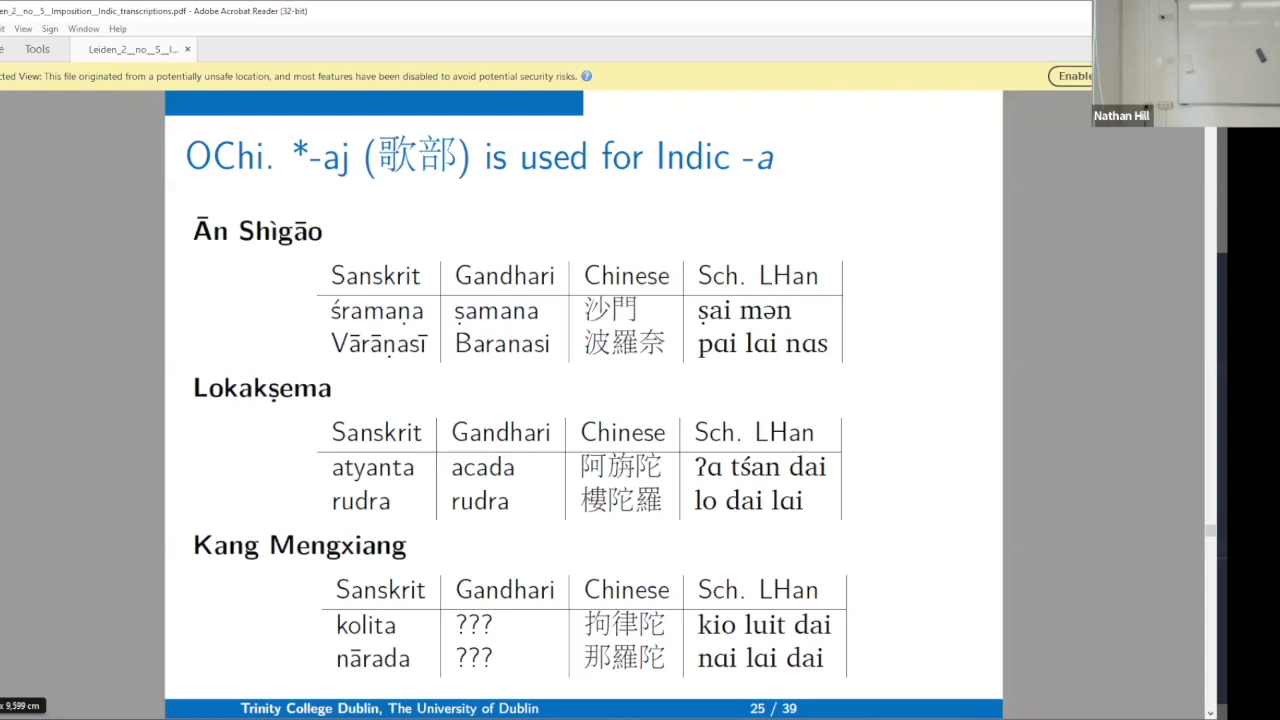 en_2__no__5__Imposition__Indic_transcriptions.pdf - Adobe Acrobat Reader (32-bit)
it View Sign Window Help
e Tools Leiden_2__no__5__I... ×
cted View: This file originated from a potentially unsafe location, and most features have been disabled to avoid potential security risks. ? Enable
Nathan Hill
OChi. *-aj (歌部) is used for Indic -a
Ān Shìgāo
Sanskrit Gandhari Chinese Sch. LHan
śramaṇa ṣamana 沙門 ṣai mən
Vārāṇasī Baranasi 波羅奈 pɑi lɑi nɑs
Lokakṣema
Sanskrit Gandhari Chinese Sch. LHan
atyanta acada 阿旃陀 ʔɑ tśan dai
rudra rudra 樓陀羅 lo dai lɑi
Kang Mengxiang
Sanskrit Gandhari Chinese Sch. LHan
kolita ??? 拘律陀 kio luit dai
nārada ??? 那羅陀 nɑi lɑi dai
x 9,599 cm
Trinity College Dublin, The University of Dublin 25 / 39